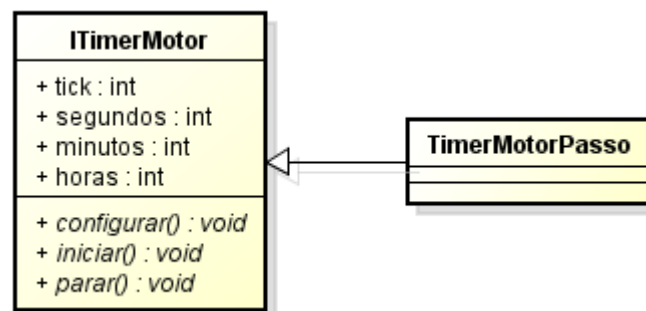 ITimerMotor
+ tick : int
+ segundos : int
+ minutos : int
+ horas : int
+ configurar() : void
+ iniciar() : void
+ parar() : void
TimerMotorPasso